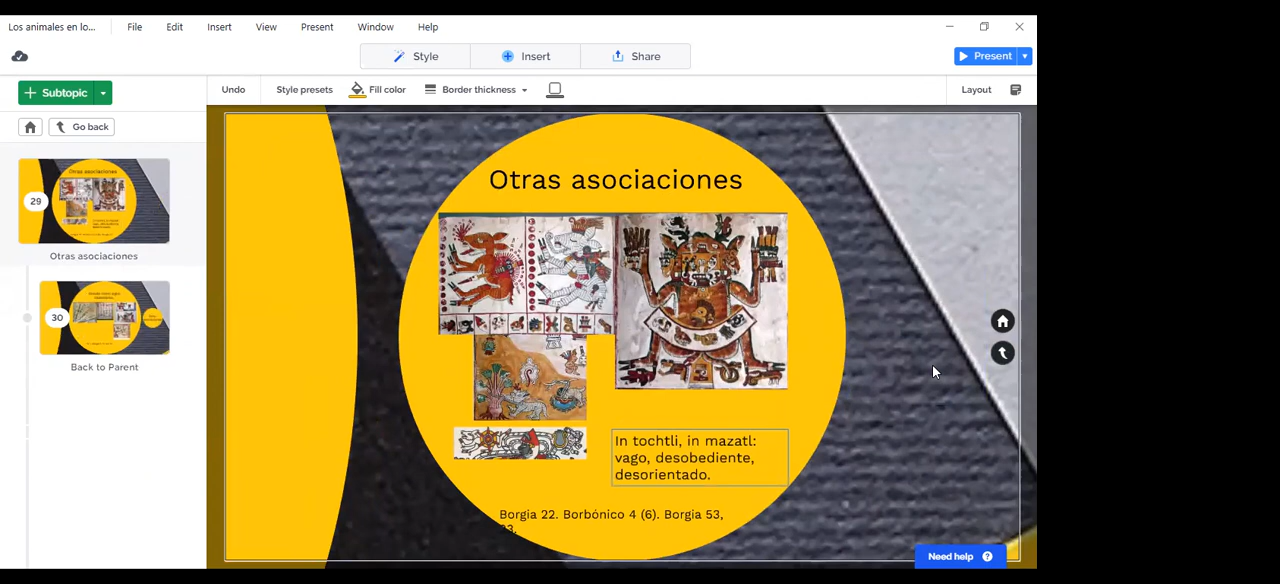 Los animales en lo...
File
Edit
Insert
View
Present
Window
Help
Style
Insert
Share
Present
Subtopic
Undo
Style presets
Fill color
Border thickness
Layout
Go back
29
Otras asociaciones
30
Back to Parent
Otras asociaciones
In tochtli, in mazatl:
vago, desobediente,
desorientado.
Borgia 22. Borbónico 4 (6). Borgia 53,
Need help ?